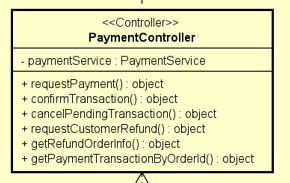 <<Controller>>
PaymentController
- paymentService : PaymentService
+ requestPayment() : object
+ confirmTransaction() : object
+ cancelPendingTransaction() : object
+ requestCustomerRefund() : object
+ getRefundOrderInfo() : object
+ getPaymentTransactionByOrderId() : object